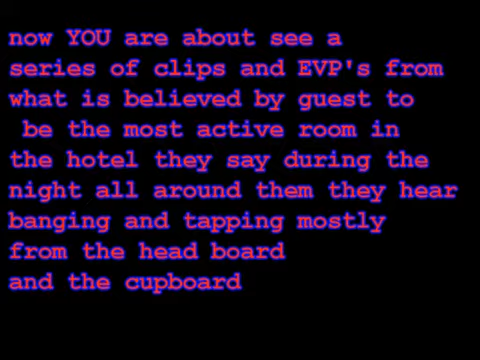 now YOU are about see a
series of clips and EVP's from
what is believed by guest to
be the most active room in
the hotel they say during the
night all around them they hear
banging and tapping mostly
from the head board
and the cupboard